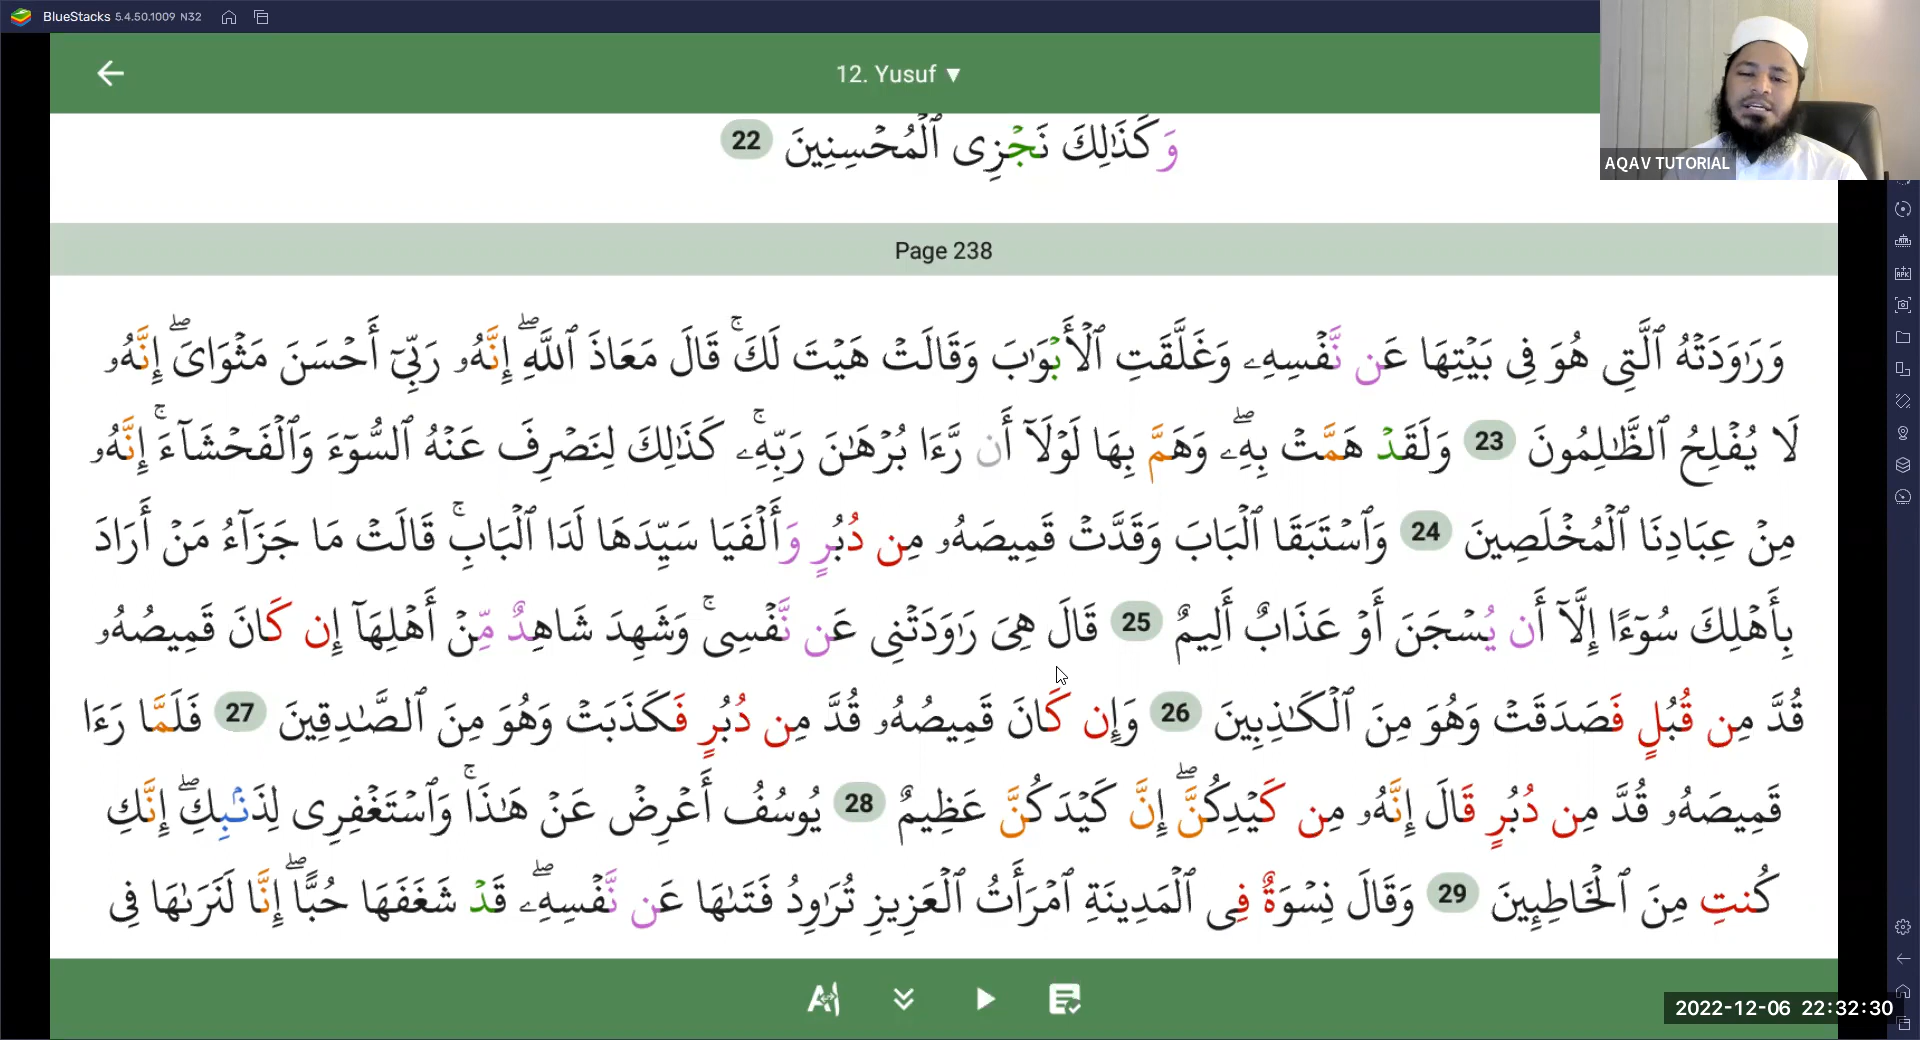 BlueStacks 5.4.50.1009 N32
12. Yusuf ▼
AQAV TUTORIAL
وَكَذَٰلِكَ نَجۡزِى ٱلۡمُحۡسِنِينَ 22
Page 238
وَرَٰوَدَتۡهُ ٱلَّتِى هُوَ فِى بَيۡتِهَا عَن نَّفۡسِهِۦ وَغَلَّقَتِ ٱلۡأَبۡوَٰبَ وَقَالَتۡ هَيۡتَ لَكَۚ قَالَ مَعَاذَ ٱللَّهِۖ إِنَّهُۥ رَبِّىٓ أَحۡسَنَ مَثۡوَاىَۖ إِنَّهُۥ
لَا يُفۡلِحُ ٱلظَّٰلِمُونَ 23 وَلَقَدۡ هَمَّتۡ بِهِۦۖ وَهَمَّ بِهَا لَوۡلَآ أَن رَّءَا بُرۡهَٰنَ رَبِّهِۦۚ كَذَٰلِكَ لِنَصۡرِفَ عَنۡهُ ٱلسُّوٓءَ وَٱلۡفَحۡشَآءَۚ إِنَّهُۥ
مِنۡ عِبَادِنَا ٱلۡمُخۡلَصِينَ 24 وَٱسۡتَبَقَا ٱلۡبَابَ وَقَدَّتۡ قَمِيصَهُۥ مِن دُبُرٍ وَأَلۡفَيَا سَيِّدَهَا لَدَا ٱلۡبَابِۚ قَالَتۡ مَا جَزَآءُ مَنۡ أَرَادَ
بِأَهۡلِكَ سُوٓءًا إِلَّآ أَن يُسۡجَنَ أَوۡ عَذَابٌ أَلِيمٌ 25 قَالَ هِىَ رَٰوَدَتۡنِى عَن نَّفۡسِىۚ وَشَهِدَ شَاهِدٌ مِّنۡ أَهۡلِهَآ إِن كَانَ قَمِيصُهُۥ
قُدَّ مِن قُبُلٍ فَصَدَقَتۡ وَهُوَ مِنَ ٱلۡكَٰذِبِينَ 26 وَإِن كَانَ قَمِيصُهُۥ قُدَّ مِن دُبُرٍ فَكَذَبَتۡ وَهُوَ مِنَ ٱلصَّٰدِقِينَ 27 فَلَمَّا رَءَا
قَمِيصَهُۥ قُدَّ مِن دُبُرٍ قَالَ إِنَّهُۥ مِن كَيۡدِكُنَّۖ إِنَّ كَيۡدَكُنَّ عَظِيمٌ 28 يُوسُفُ أَعۡرِضۡ عَنۡ هَٰذَاۚ وَٱسۡتَغۡفِرِى لِذَنۢبِكِۖ إِنَّكِ
كُنتِ مِنَ ٱلۡخَاطِـِٔينَ 29 وَقَالَ نِسۡوَةٌ فِى ٱلۡمَدِينَةِ ٱمۡرَأَتُ ٱلۡعَزِيزِ تُرَٰوِدُ فَتَىٰهَا عَن نَّفۡسِهِۦۖ قَدۡ شَغَفَهَا حُبًّاۖ إِنَّا لَنَرَىٰهَا فِى
2022-12-06 22:32:30